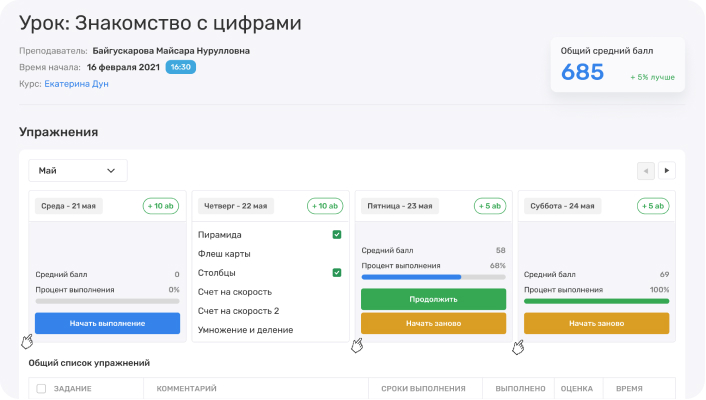 Урок: Знакомство с цифрами
Преподаватель: Байгускарова Майсара Нурулловна
Время начала: 16 февраля 2021 16:30
Курс: Екатерина Дун
Общий средний балл
685 + 5% лучше
Упражнения
Май
Среда - 21 мая + 10 ab
Средний балл 0
Процент выполнения 0%
Начать выполнение
Четверг - 22 мая + 10 ab
Пирамида
Флеш карты
Столбцы
Счет на скорость
Счет на скорость 2
Умножение и деление
Пятница - 23 мая + 5 ab
Средний балл 58
Процент выполнения 68%
Продолжить
Начать заново
Суббота - 24 мая + 5 ab
Средний балл 69
Процент выполнения 100%
Начать заново
Общий список упражнений
ЗАДАНИЕ КОММЕНТАРИЙ СРОКИ ВЫПОЛНЕНИЯ ВЫПОЛНЕНО ОЦЕНКА ВРЕМЯ